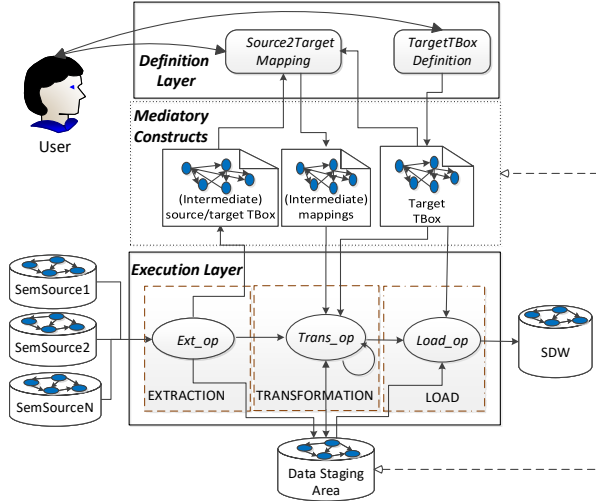 Source2Target
Mapping
TargetTBox
Definition
Definition
Layer
User
Mediatory
Constructs
(Intermediate)
source/target TBox
(Intermediate)
mappings
Target
TBox
Execution Layer
SemSource1
SemSource2
SemSourceN
Ext_op
Trans_op
Load_op
SDW
EXTRACTION
TRANSFORMATION
LOAD
Data Staging
Area